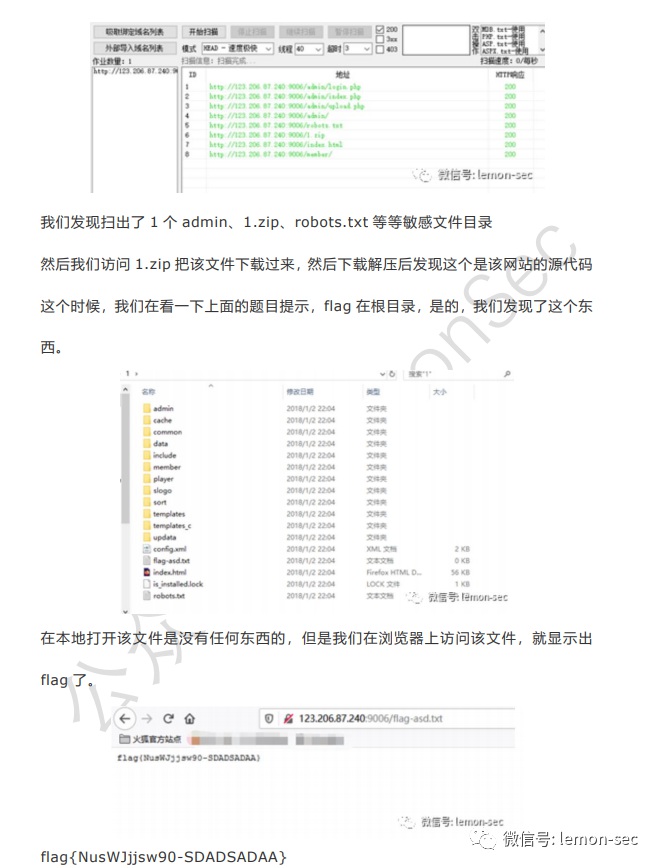 吸取绑定域名列表 开始扫描 停止扫描 继续扫描 暂停扫描 200
3xx
外部导入域名列表 模式 HEAD - 速度极快 线程 40 超时 3 403
MDB.txt-使用
PHP.txt-使用
ASP.txt-使用
ASPX.txt-使用
作业数量: 1 扫描信息: 扫描完成... 扫描速度: 0/每秒
http://123.206.87.240:9(
ID 地址 HTTP响应
1 http://123.206.87.240:9006/admin/login.php 200
2 http://123.206.87.240:9006/admin/index.php 200
3 http://123.206.87.240:9006/admin/upload.php 200
4 http://123.206.87.240:9006/admin/ 200
5 http://123.206.87.240:9006/robots.txt 200
6 http://123.206.87.240:9006/1.zip 200
7 http://123.206.87.240:9006/index.html 200
8 http://123.206.87.240:9006/member/ 200
微信号: lemon-sec
我们发现扫出了 1 个 admin、1.zip、robots.txt 等等敏感文件目录
然后我们访问 1.zip 把该文件下载过来，然后下载解压后发现这个是该网站的源代码
这个时候，我们在看一下上面的题目提示，flag 在根目录，是的，我们发现了这个东
西。
1 搜索"1"
名称 修改日期 类型 大小
admin 2018/1/2 22:04 文件夹
cache 2018/1/2 22:04 文件夹
common 2018/1/2 22:04 文件夹
data 2018/1/2 22:04 文件夹
include 2018/1/2 22:04 文件夹
member 2018/1/2 22:04 文件夹
player 2018/1/2 22:04 文件夹
slogo 2018/1/2 22:04 文件夹
sort 2018/1/2 22:04 文件夹
templates 2018/1/2 22:04 文件夹
templates_c 2018/1/2 22:04 文件夹
updata 2018/1/2 22:04 文件夹
config.xml 2018/1/2 22:04 XML 文档 2 KB
flag-asd.txt 2018/1/2 22:04 文本文档 0 KB
index.html 2018/1/2 22:04 Firefox HTML D... 56 KB
is_installed.lock 2018/1/2 22:04 LOCK 文件 1 KB
robots.txt 2018/1/2 22:04 文本文档
微信号: lemon-sec
在本地打开该文件是没有任何东西的，但是我们在浏览器上访问该文件，就显示出
flag 了。
123.206.87.240:9006/flag-asd.txt
火狐官方站点
flag{NusWJjjsw90-SDADSADAA}
微信号: lemon-sec
微信号: lemon-sec
flag{NusWJjjsw90-SDADSADAA}